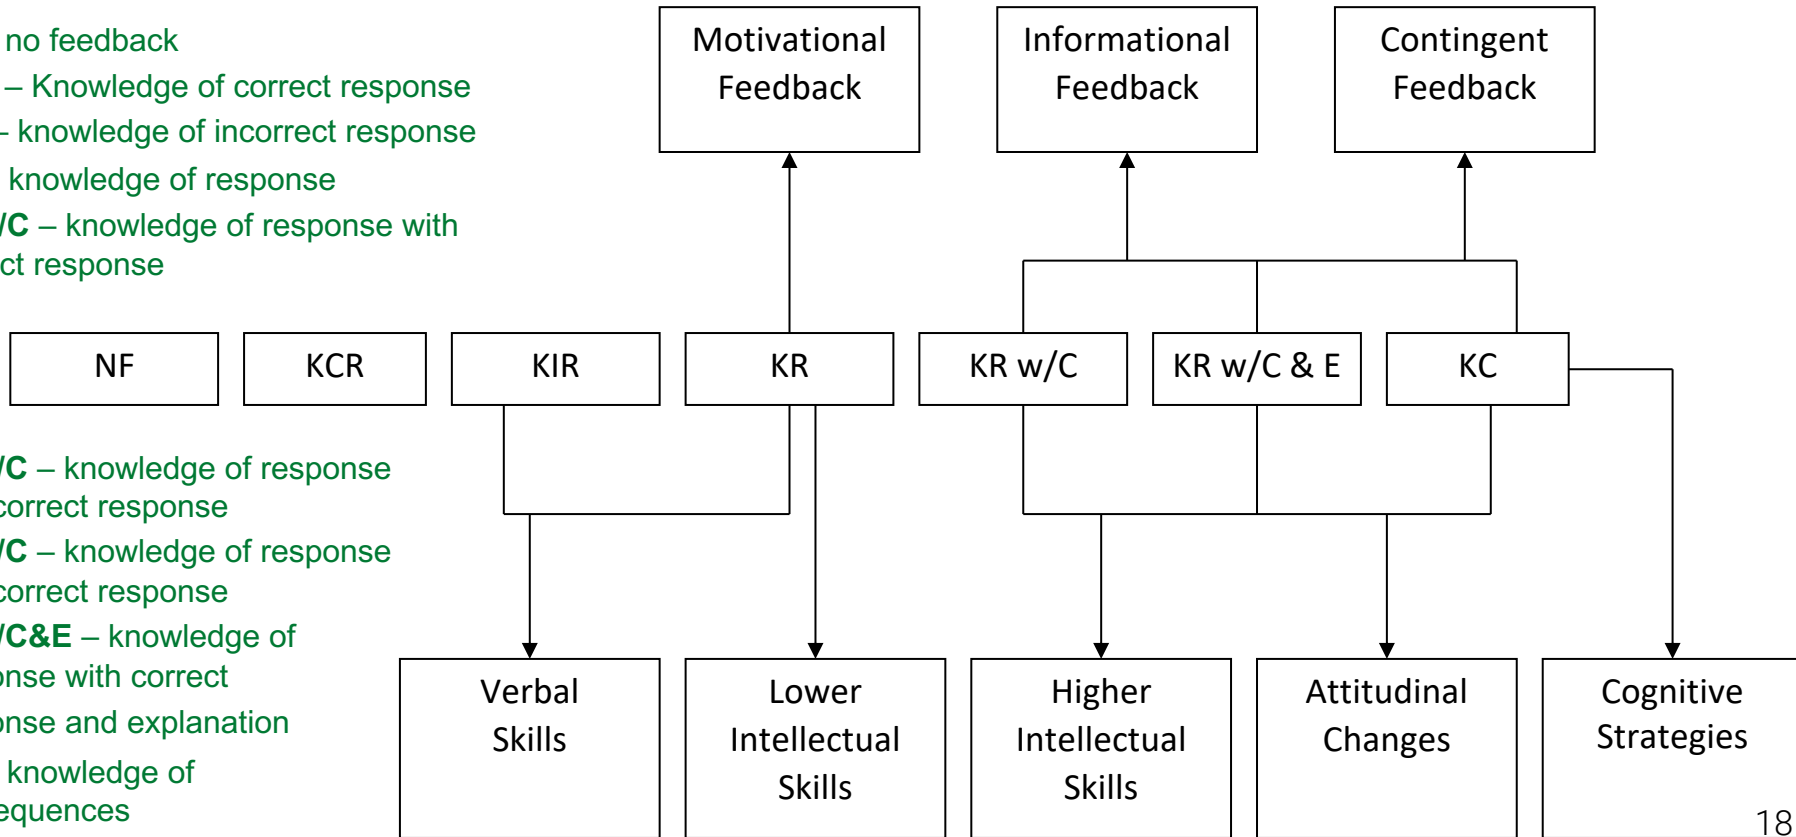 no feedback
– Knowledge of correct response
– knowledge of incorrect response
knowledge of response
/C – knowledge of response with
ct response
Motivational
Feedback
Informational
Feedback
Contingent
Feedback
NF
KCR
KIR
KR
KR w/C
KR w/C & E
KC
/C – knowledge of response
correct response
/C – knowledge of response
correct response
/C&E – knowledge of
onse with correct
onse and explanation
knowledge of
equences
Verbal
Skills
Lower
Intellectual
Skills
Higher
Intellectual
Skills
Attitudinal
Changes
Cognitive
Strategies
18